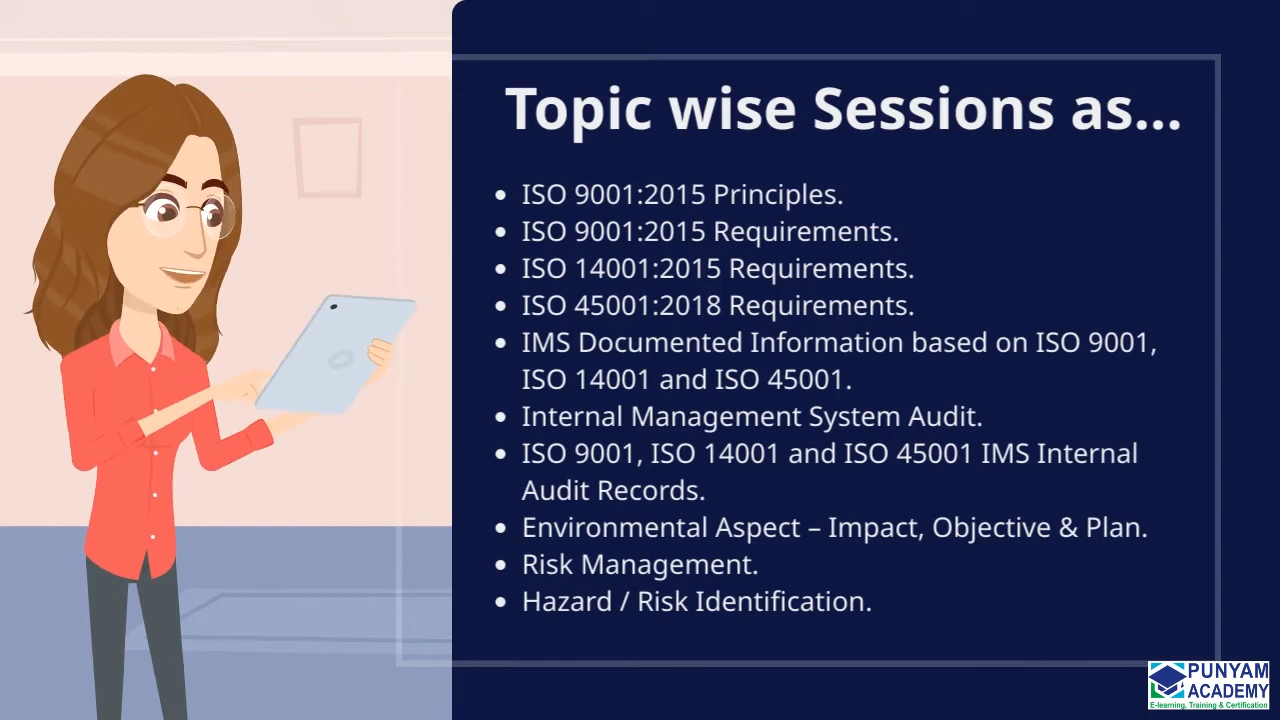 Topic wise Sessions as...
• ISO 9001:2015 Principles.
• ISO 9001:2015 Requirements.
• ISO 14001:2015 Requirements.
• ISO 45001:2018 Requirements.
• IMS Documented Information based on ISO 9001,
ISO 14001 and ISO 45001.
• Internal Management System Audit.
• ISO 9001, ISO 14001 and ISO 45001 IMS Internal
Audit Records.
• Environmental Aspect – Impact, Objective & Plan.
• Risk Management.
• Hazard / Risk Identification.
PUNYAM
ACADEMY
E-learning, Training & Certification